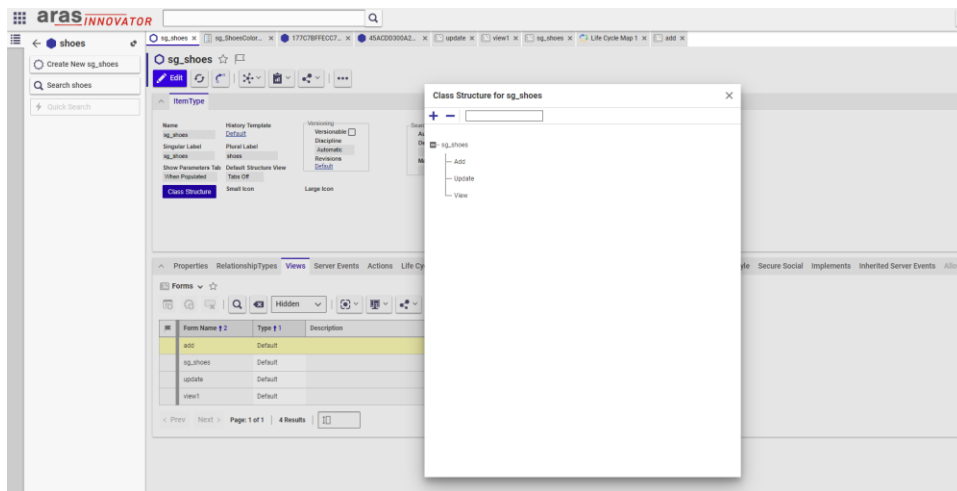 aras INNOVATOR
shoes
Create New sg_shoes
Search shoes
Quick Search
sg_shoes × sg_ShoesColor... × 177C7BFFECC7... × 45ACD0300A2... × update × view1 × sg_shoes × Life Cycle Map 1 × add ×
sg_shoes
Edit
ItemType
Name
sg_shoes
History Template
Default
Singular Label
sg_shoes
Plural Label
shoes
Show Parameters Tab
When Populated
Default Structure View
Tabs Off
Class Structure
Small Icon
Large Icon
Versioning
Versionable
Discipline
Automatic
Revisions
Default
Properties RelationshipTypes Views Server Events Actions Life Cy
yle Secure Social Implements Inherited Server Events Allo
Forms
Hidden
Form Name 2 Type 1 Description
add Default
sg_shoes Default
update Default
view1 Default
< Prev Next > Page: 1 of 1 4 Results
Class Structure for sg_shoes
sg_shoes
Add
Update
View